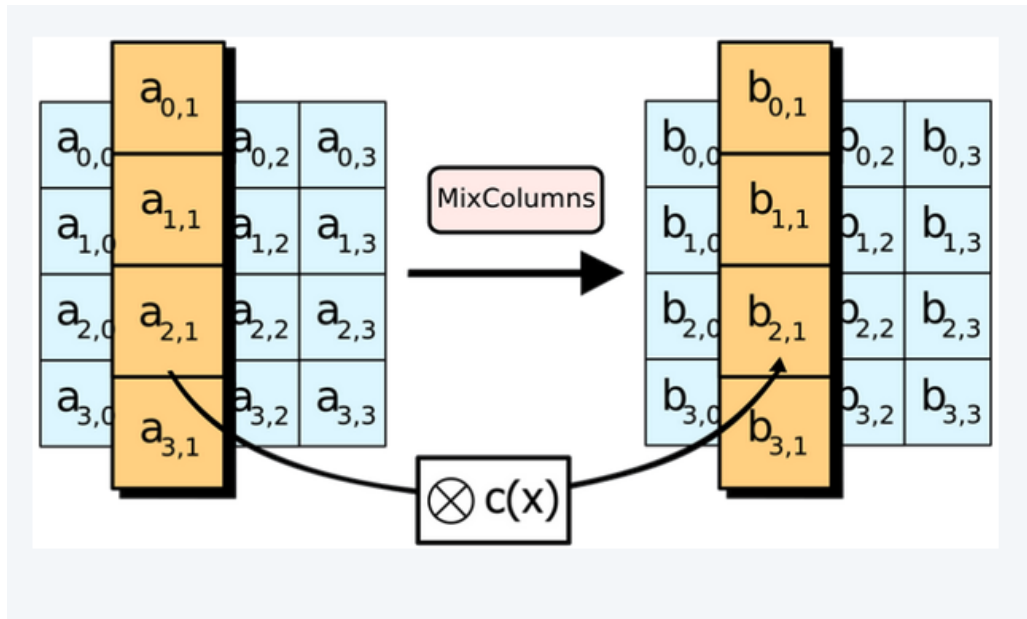 a0,1
a0,0 a0,2 a0,3
a1,1
a1,0 a1,2 a1,3
a2,1
a2,0 a2,2 a2,3
a3,1
a3,0 a3,2 a3,3
MixColumns
b0,1
b0,0 b0,2 b0,3
b1,1
b1,0 b1,2 b1,3
b2,1
b2,0 b2,2 b2,3
b3,1
b3,0 b3,2 b3,3
⊗ c(x)